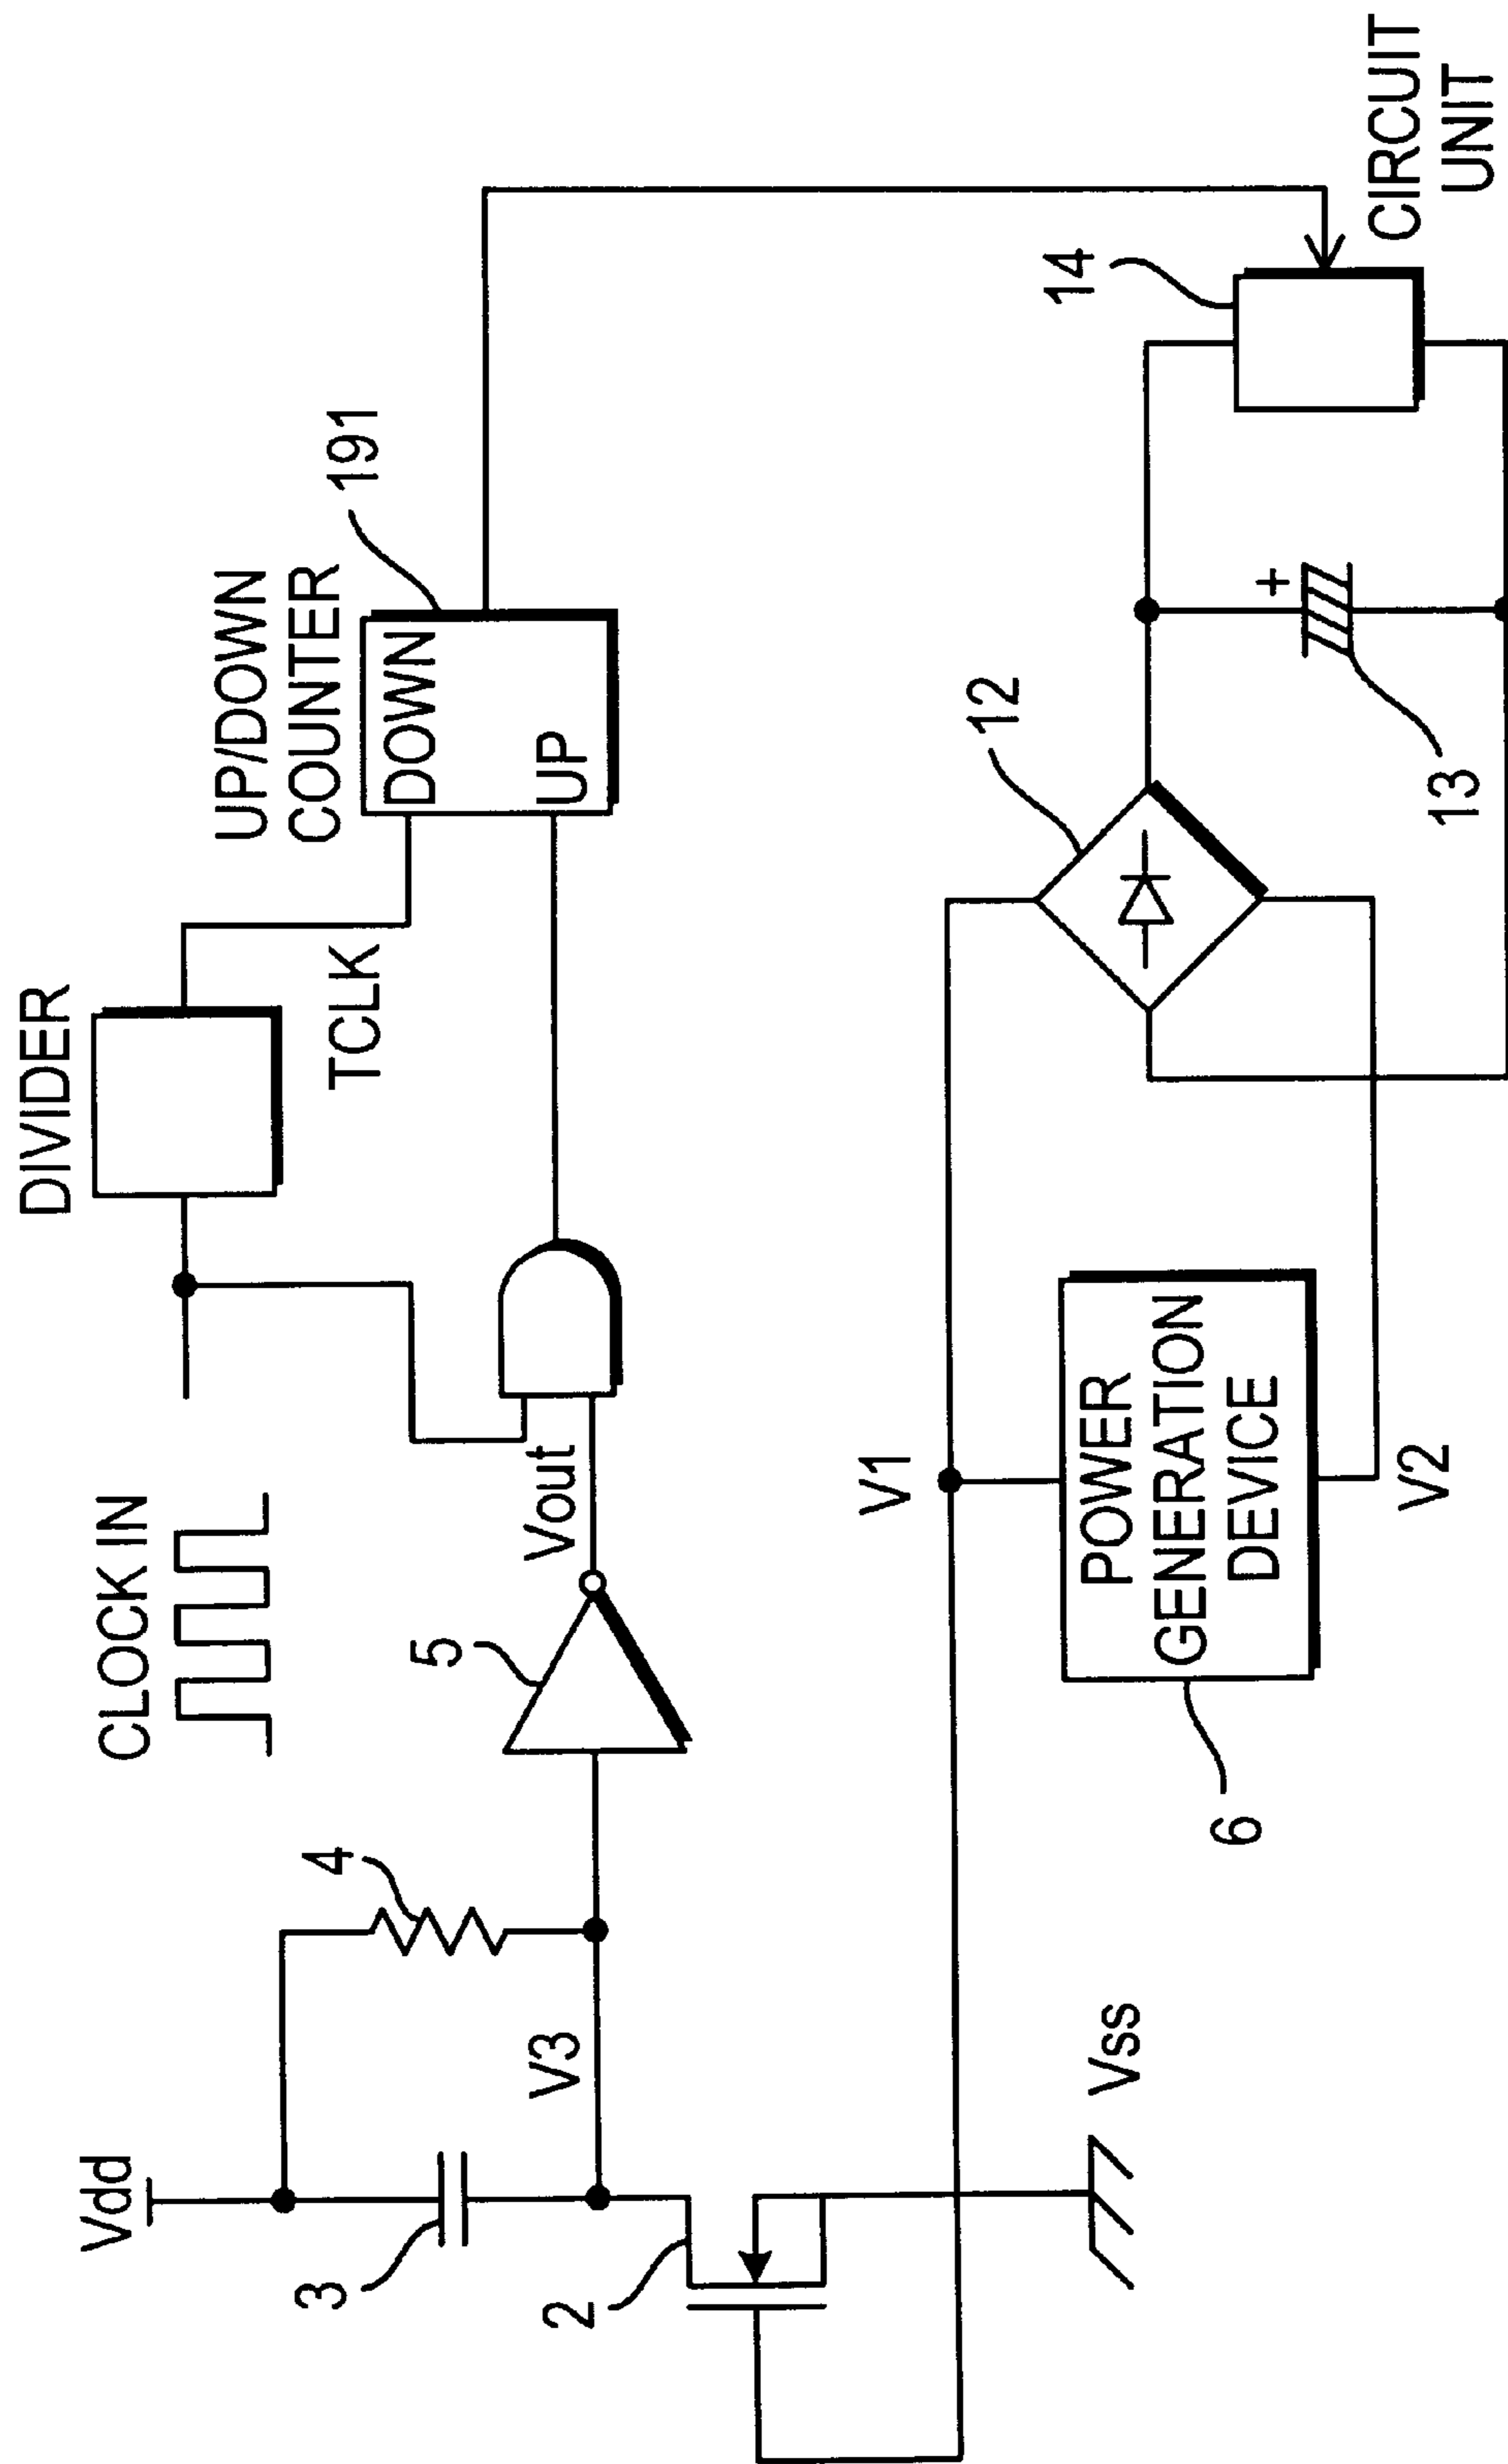 Vdd
3
2
V3
4
Vss
CLOCK IN
5
Vout
DIVIDER
TCLK
UP/DOWN
COUNTER
DOWN
UP
191
V1
POWER
GENERATION
DEVICE
6
V2
12
+
13
14
CIRCUIT
UNIT